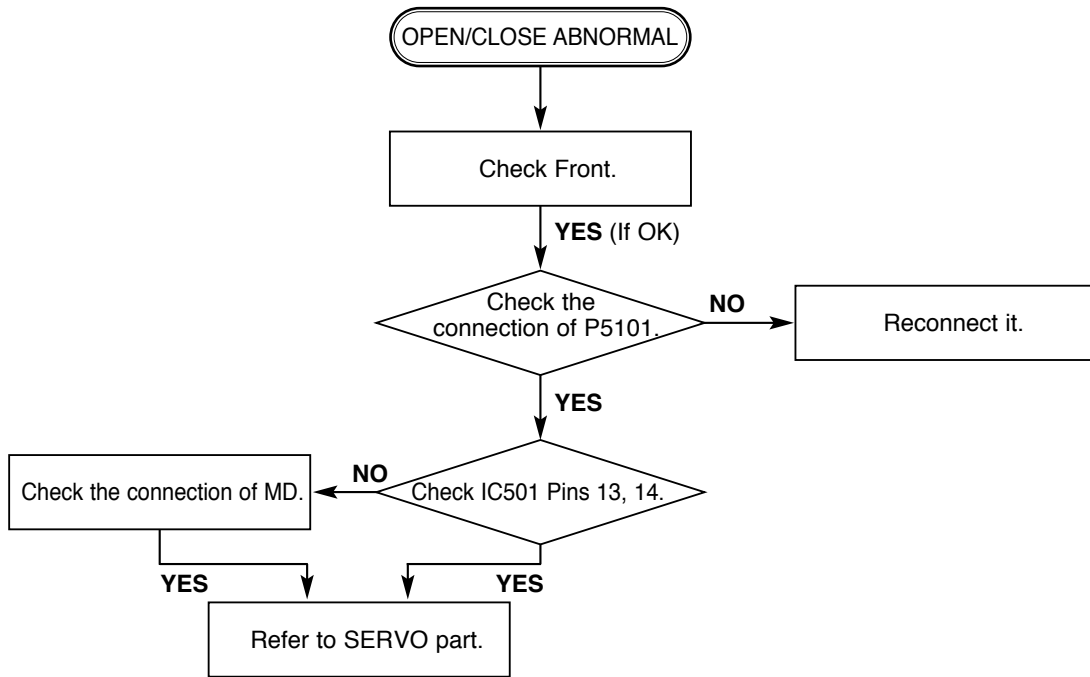 OPEN/CLOSE ABNORMAL
Check Front.
YES (If OK)
Check the
connection of P5101.
NO
Reconnect it.
YES
Check IC501 Pins 13, 14.
NO
Check the connection of MD.
YES
YES
Refer to SERVO part.